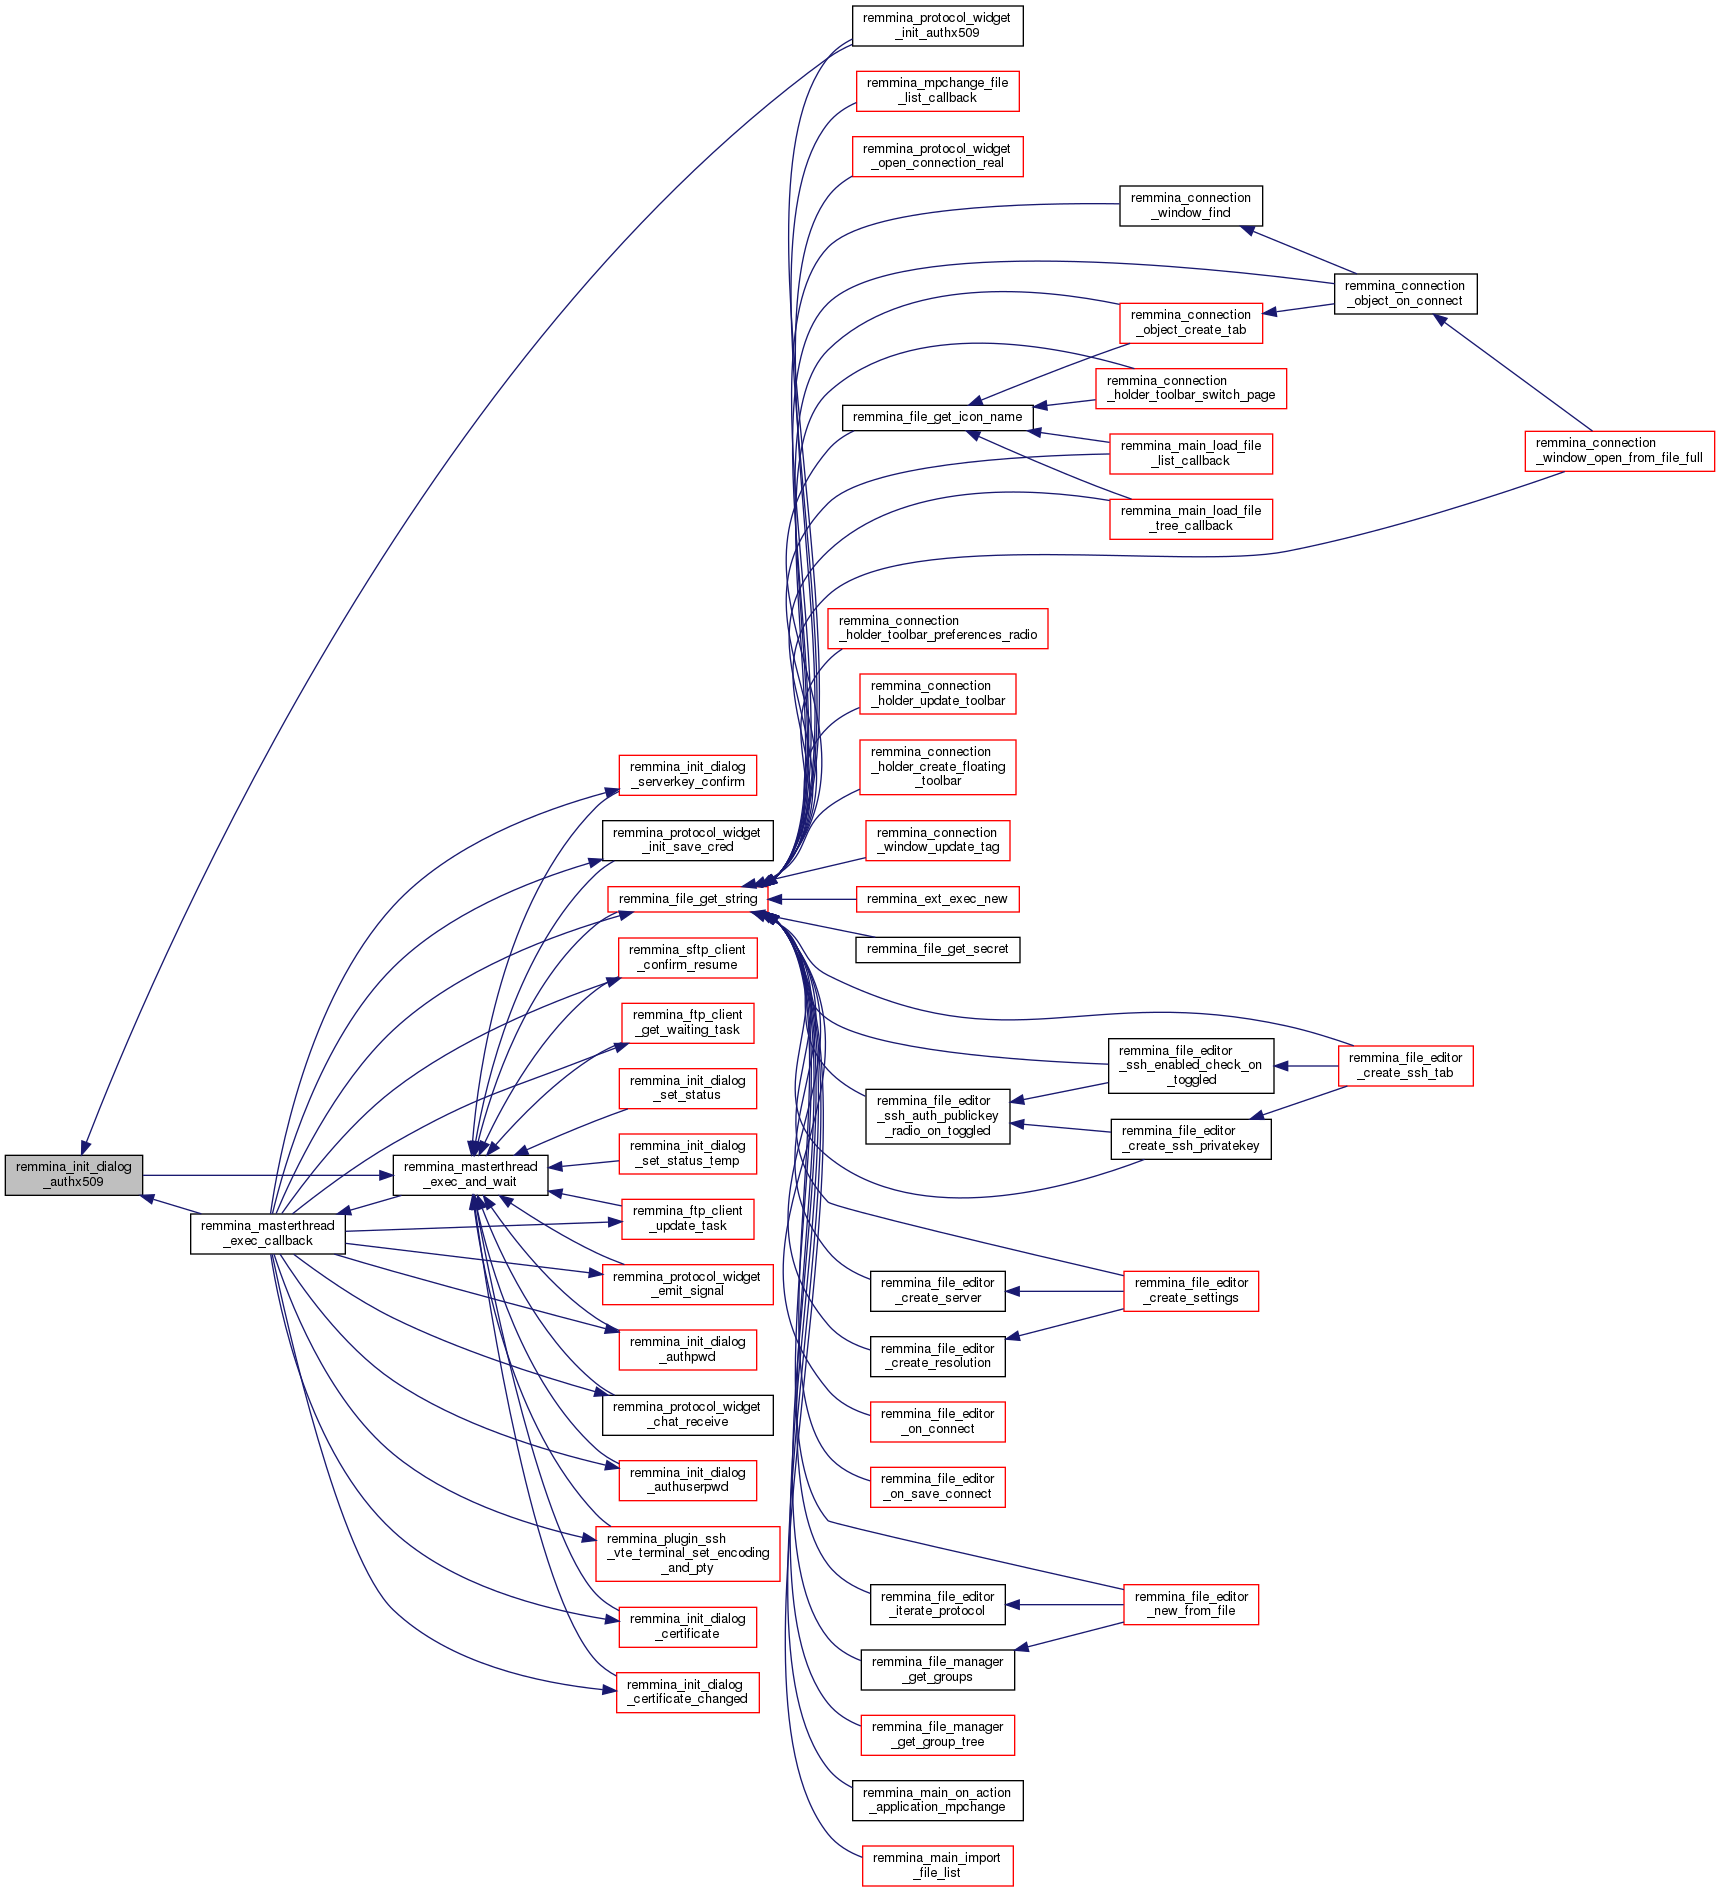 remmina_protocol_widget
_init_authx509
remmina_mpchange_file
_list_callback
remmina_protocol_widget
_open_connection_real
remmina_connection
_window_find
remmina_connection
_object_on_connect
remmina_connection
_object_create_tab
remmina_connection
_holder_toolbar_switch_page
remmina_file_get_icon_name
remmina_main_load_file
_list_callback
remmina_connection
_window_open_from_file_full
remmina_main_load_file
_tree_callback
remmina_connection
_holder_toolbar_preferences_radio
remmina_connection
_holder_update_toolbar
remmina_connection
_holder_create_floating
_toolbar
remmina_init_dialog
_serverkey_confirm
remmina_protocol_widget
_init_save_cred
remmina_connection
_window_update_tag
remmina_file_get_string
remmina_ext_exec_new
remmina_file_get_secret
remmina_sftp_client
_confirm_resume
remmina_ftp_client
_get_waiting_task
remmina_file_editor
_ssh_enabled_check_on
_toggled
remmina_file_editor
_create_ssh_tab
remmina_init_dialog
_set_status
remmina_file_editor
_ssh_auth_publickey
_radio_on_toggled
remmina_file_editor
_create_ssh_privatekey
remmina_init_dialog
_set_status_temp
remmina_init_dialog
_authx509
remmina_masterthread
_exec_and_wait
remmina_masterthread
_exec_callback
remmina_ftp_client
_update_task
remmina_protocol_widget
_emit_signal
remmina_file_editor
_create_server
remmina_file_editor
_create_settings
remmina_init_dialog
_authpwd
remmina_file_editor
_create_resolution
remmina_protocol_widget
_chat_receive
remmina_file_editor
_on_connect
remmina_init_dialog
_authuserpwd
remmina_file_editor
_on_save_connect
remmina_plugin_ssh
_vte_terminal_set_encoding
_and_pty
remmina_file_editor
_iterate_protocol
remmina_file_editor
_new_from_file
remmina_init_dialog
_certificate
remmina_file_manager
_get_groups
remmina_init_dialog
_certificate_changed
remmina_file_manager
_get_group_tree
remmina_main_on_action
_application_mpchange
remmina_main_import
_file_list